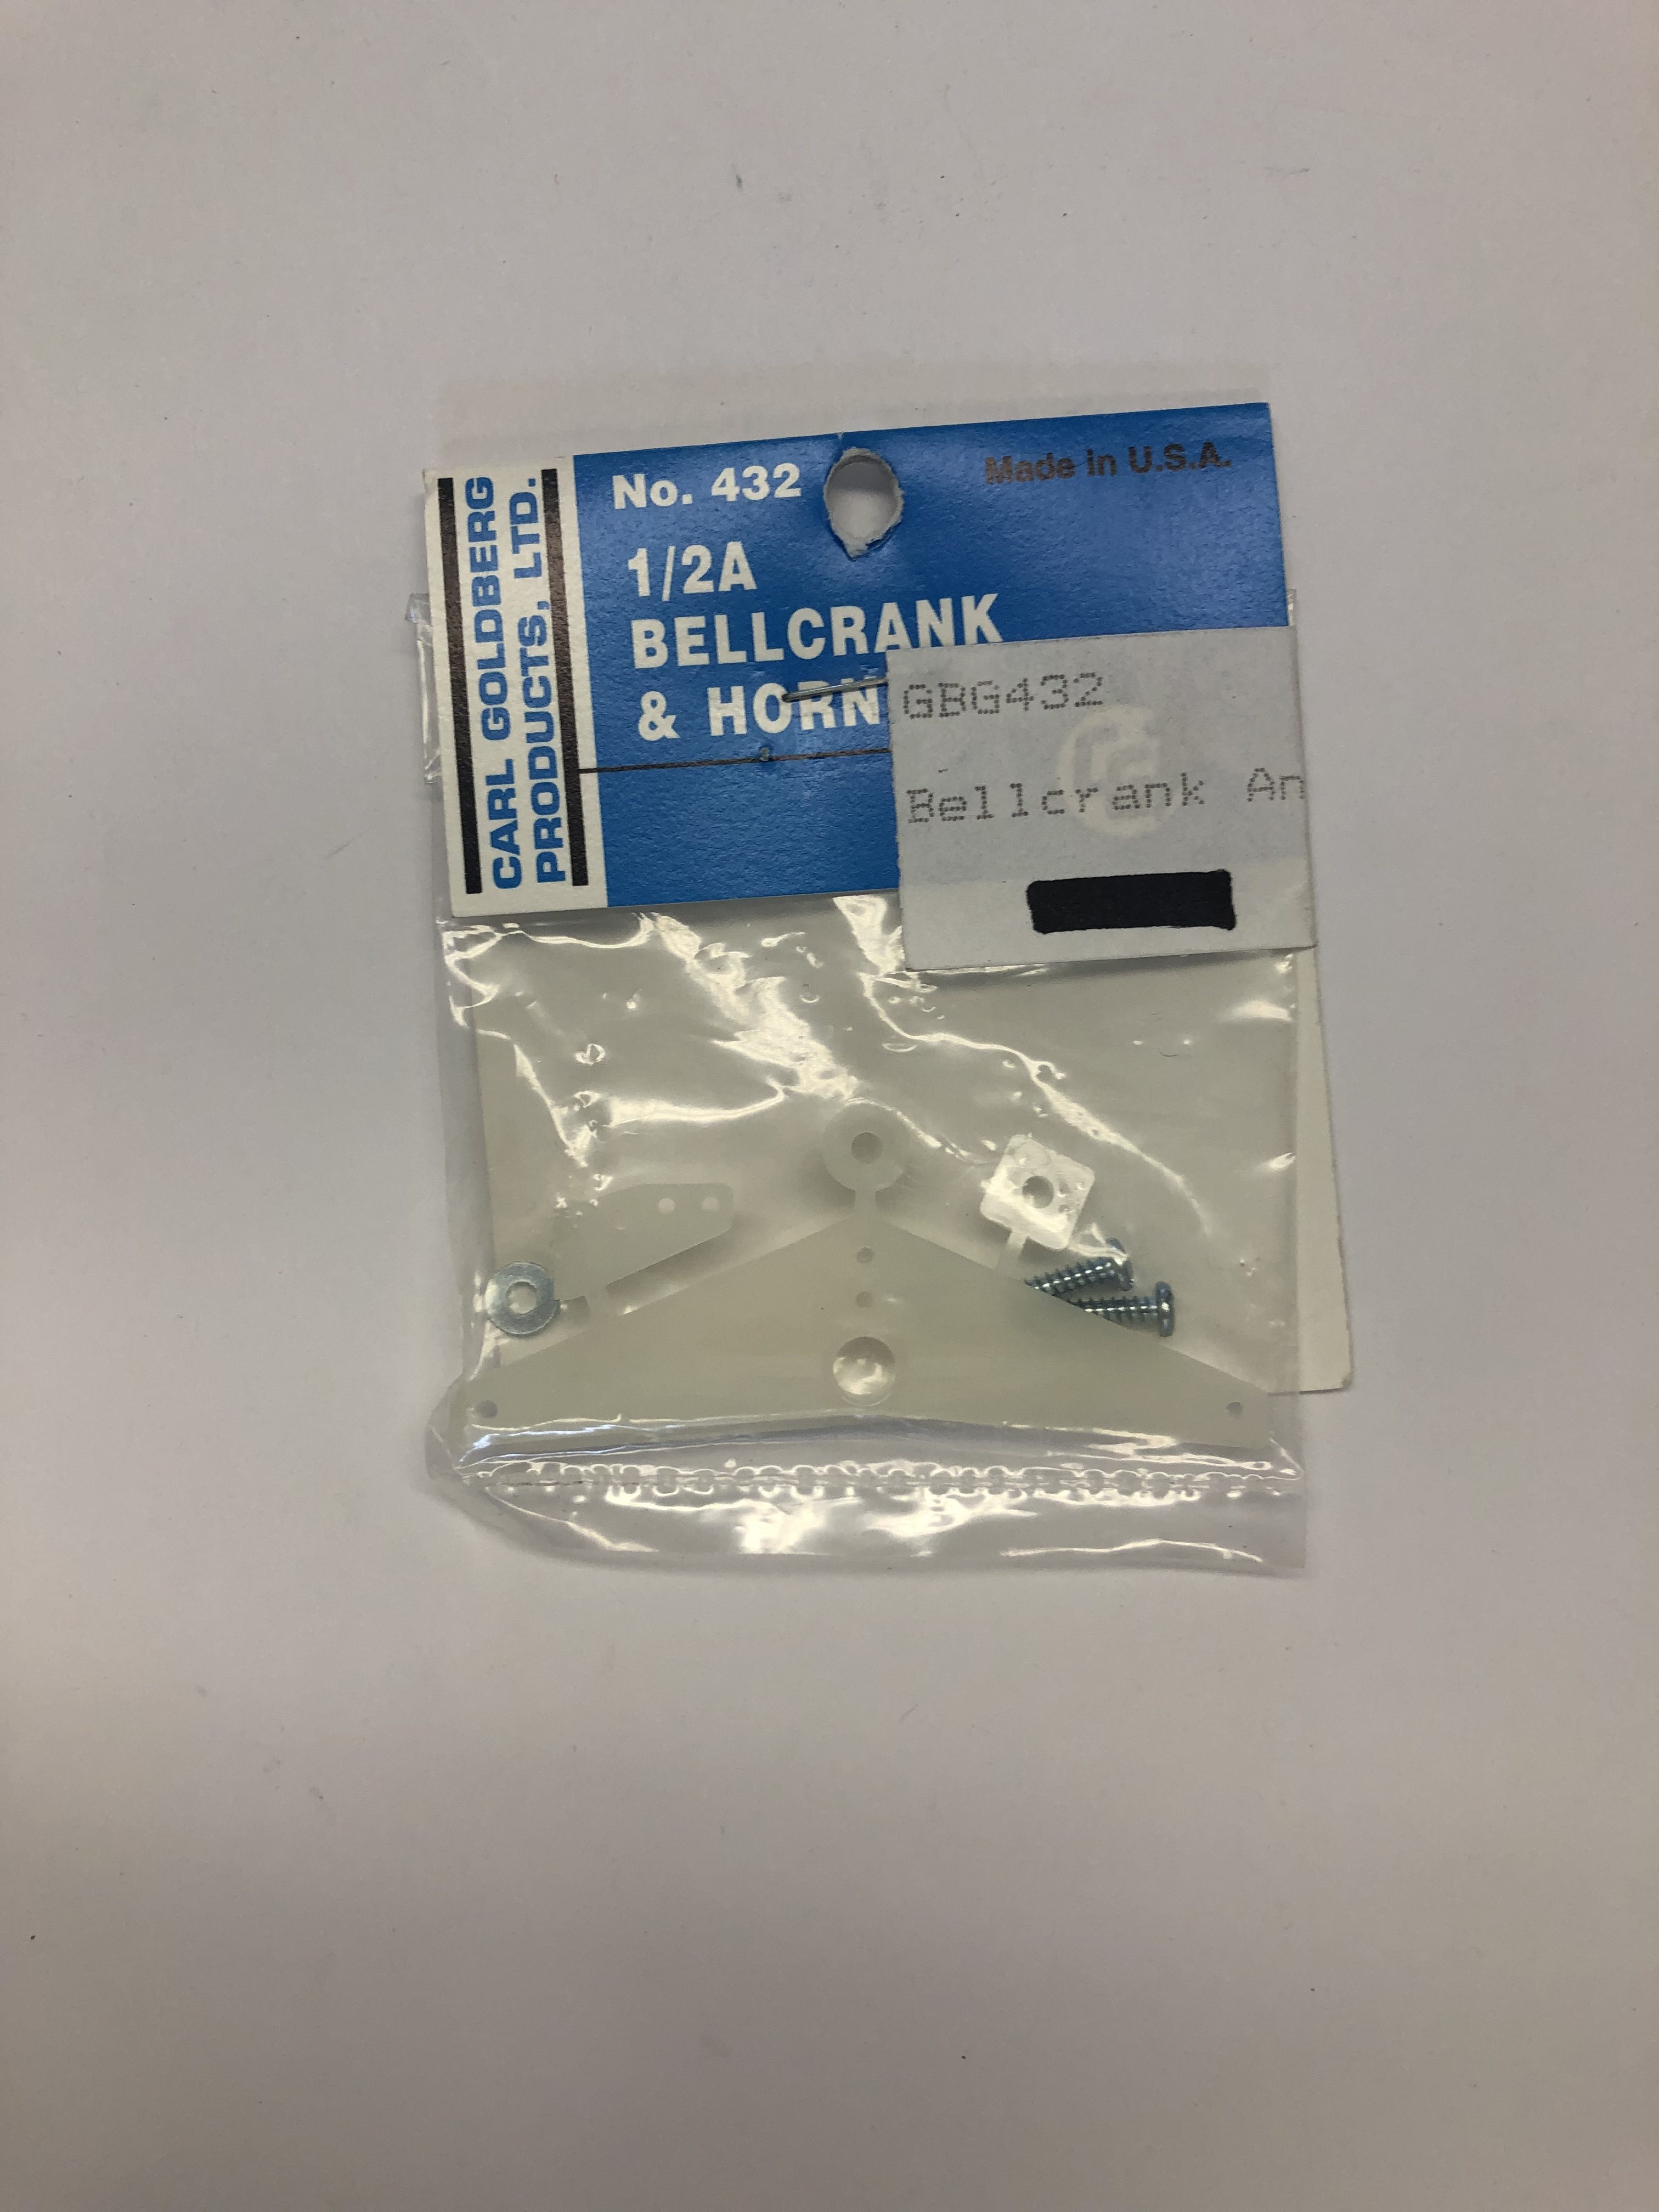 CARL GOLDBERG
PRODUCTS, LTD.
No. 432
Made in U.S.A.
1/2A
BELLCRANK
& HORN
GBG432
Bellcrank An